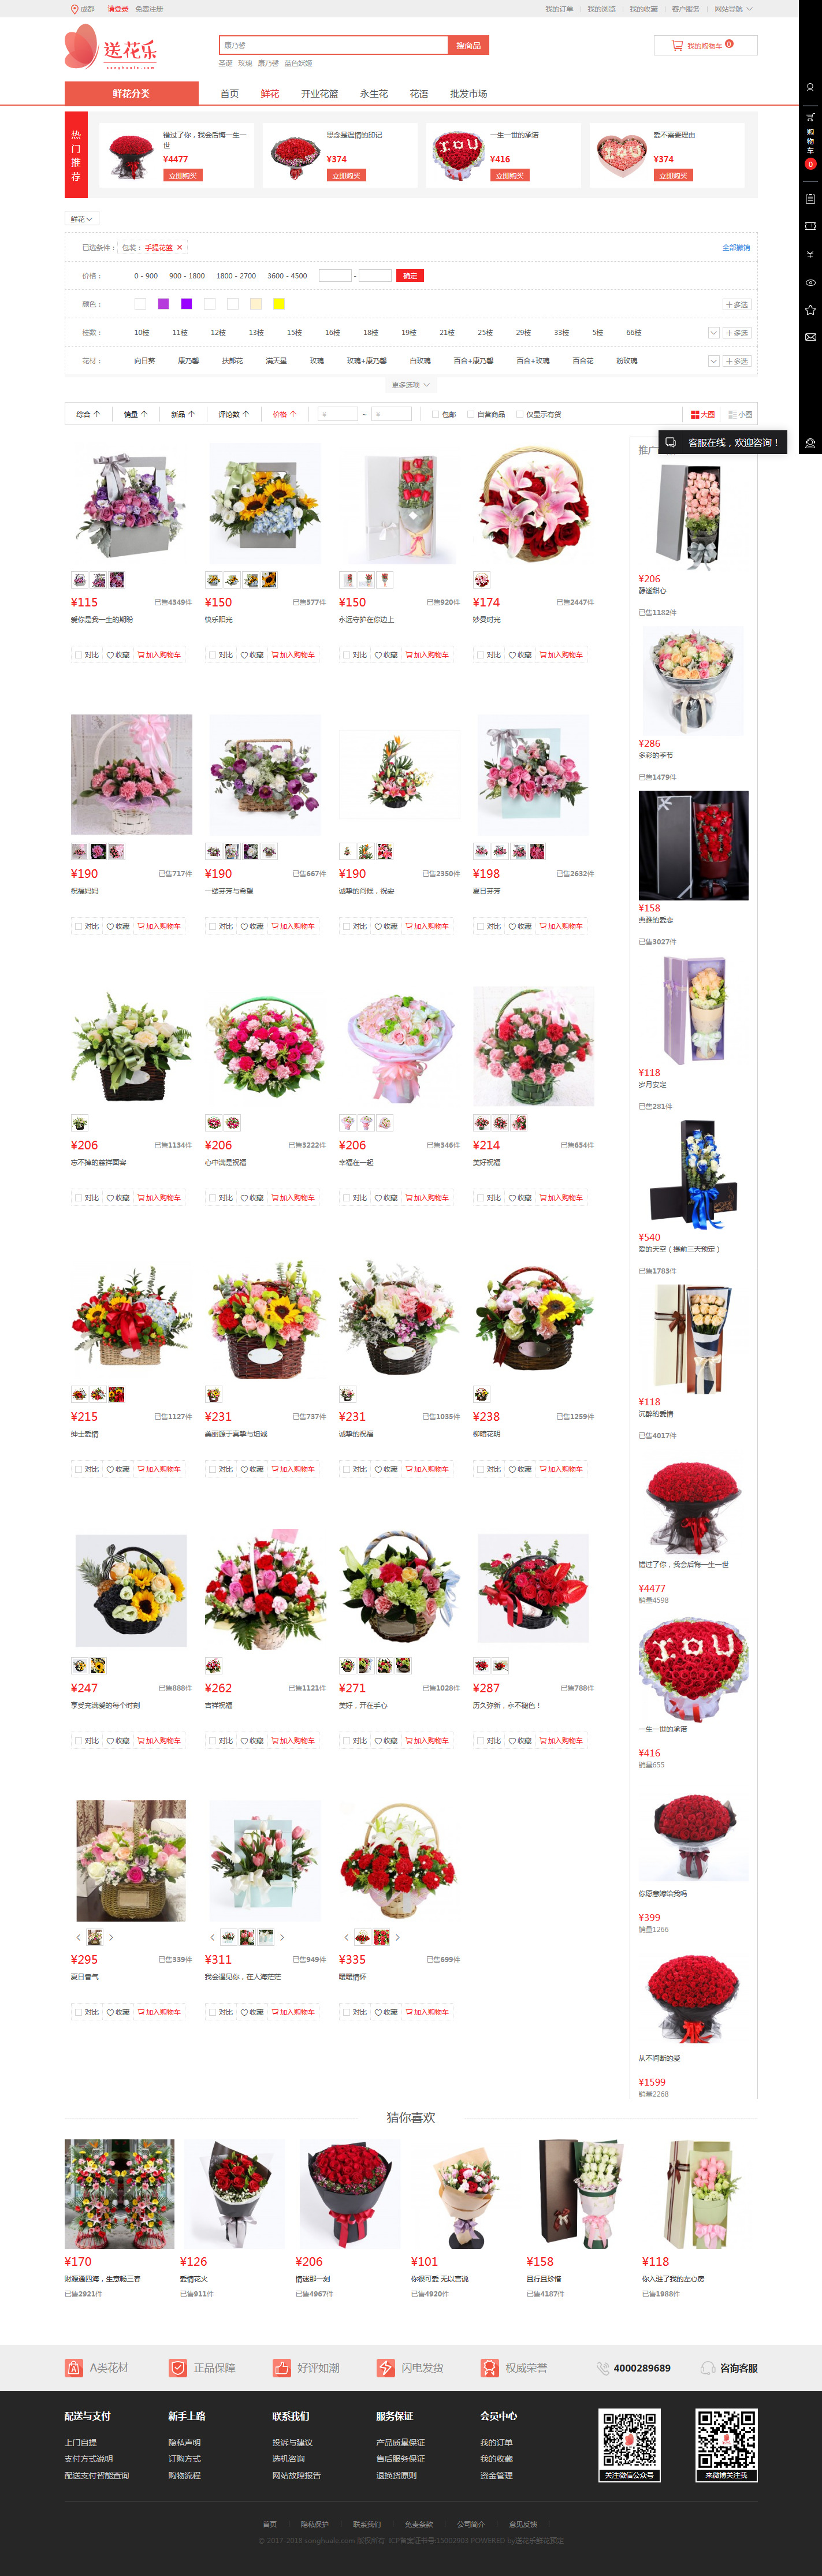 成都 请登录 免费注册 我的订单 我的浏览 我的收藏 客户服务 网站导航
送花乐
songhuale.com
康乃馨 搜商品
我的购物车 0
圣诞 玫瑰 康乃馨 蓝色妖姬
鲜花分类 首页 鲜花 开业花篮 永生花 花语 批发市场
购物车
0
热门推荐
错过了你，我会后悔一生一世
¥4477
立即购买
思念是温情的印记
¥374
立即购买
一生一世的承诺
¥416
立即购买
爱不需要理由
¥374
立即购买
鲜花
已选条件： 包装： 手提花篮 × 全部撤销
价格： 0 - 900 900 - 1800 1800 - 2700 3600 - 4500 - 确定
颜色： 多选
枝数： 10枝 11枝 12枝 13枝 15枝 16枝 18枝 19枝 21枝 25枝 29枝 33枝 5枝 66枝 多选
花材： 向日葵 康乃馨 扶郎花 满天星 玫瑰 玫瑰+康乃馨 白玫瑰 百合+康乃馨 百合+玫瑰 百合花 粉玫瑰 多选
更多选项
综合 销量 新品 评论数 价格 ¥ ~ ¥ 包邮 自营商品 仅显示有货 大图 小图
客服在线，欢迎咨询！
推广
¥115 已售4349件
爱你是我一生的期盼
对比 收藏 加入购物车
¥150 已售577件
快乐阳光
对比 收藏 加入购物车
¥150 已售920件
永远守护在你边上
对比 收藏 加入购物车
¥174 已售2447件
妙曼时光
对比 收藏 加入购物车
¥190 已售717件
祝福妈妈
对比 收藏 加入购物车
¥190 已售667件
一缕芬芳与希望
对比 收藏 加入购物车
¥190 已售2350件
诚挚的问候，祝安
对比 收藏 加入购物车
¥198 已售2632件
夏日芬芳
对比 收藏 加入购物车
¥206 已售1134件
忘不掉的慈祥面容
对比 收藏 加入购物车
¥206 已售3222件
心中满是祝福
对比 收藏 加入购物车
¥206 已售346件
幸福在一起
对比 收藏 加入购物车
¥214 已售654件
美好祝福
对比 收藏 加入购物车
¥215 已售1127件
绅士爱情
对比 收藏 加入购物车
¥231 已售737件
美丽源于真挚与坦诚
对比 收藏 加入购物车
¥231 已售1035件
诚挚的祝福
对比 收藏 加入购物车
¥238 已售1259件
柳暗花明
对比 收藏 加入购物车
¥247 已售888件
享受充满爱的每个时刻
对比 收藏 加入购物车
¥262 已售1121件
吉祥祝福
对比 收藏 加入购物车
¥271 已售1028件
美好，开在手心
对比 收藏 加入购物车
¥287 已售788件
历久弥新，永不褪色！
对比 收藏 加入购物车
¥295 已售339件
夏日香气
对比 收藏 加入购物车
¥311 已售949件
我会遇见你，在人海茫茫
对比 收藏 加入购物车
¥335 已售699件
暖暖情怀
对比 收藏 加入购物车
¥206
静谧甜心
已售1182件
¥286
多彩的季节
已售1479件
¥158
典雅的爱恋
已售3027件
¥118
岁月安定
已售281件
¥540
爱的天空（提前三天预定）
已售1783件
¥118
沉醉的爱情
已售4017件
错过了你，我会后悔一生一世
¥4477
销量4598
一生一世的承诺
¥416
销量655
你愿意嫁给我吗
¥399
销量1266
从不间断的爱
¥1599
销量2268
猜你喜欢
¥170
财源通四海，生意畅三春
已售2921件
¥126
爱情花火
已售911件
¥206
情迷那一刻
已售4967件
¥101
你很可爱 无以言说
已售4920件
¥158
且行且珍惜
已售4187件
¥118
你入驻了我的左心房
已售1988件
A类花材 正品保障 好评如潮 闪电发货 权威荣誉 4000289689 咨询客服
配送与支付 新手上路 联系我们 服务保证 会员中心
上门自提 隐私声明 投诉与建议 产品质量保证 我的订单
支付方式说明 订购方式 选机咨询 售后服务保证 我的收藏
配送支付智能查询 购物流程 网站故障报告 退换货原则 资金管理
关注微信公众号 来微博关注我
首页 隐私保护 联系我们 免责条款 公司简介 意见反馈
© 2017-2018 songhuale.com 版权所有 ICP备案证书号:15002803 POWERED by送花乐鲜花预定